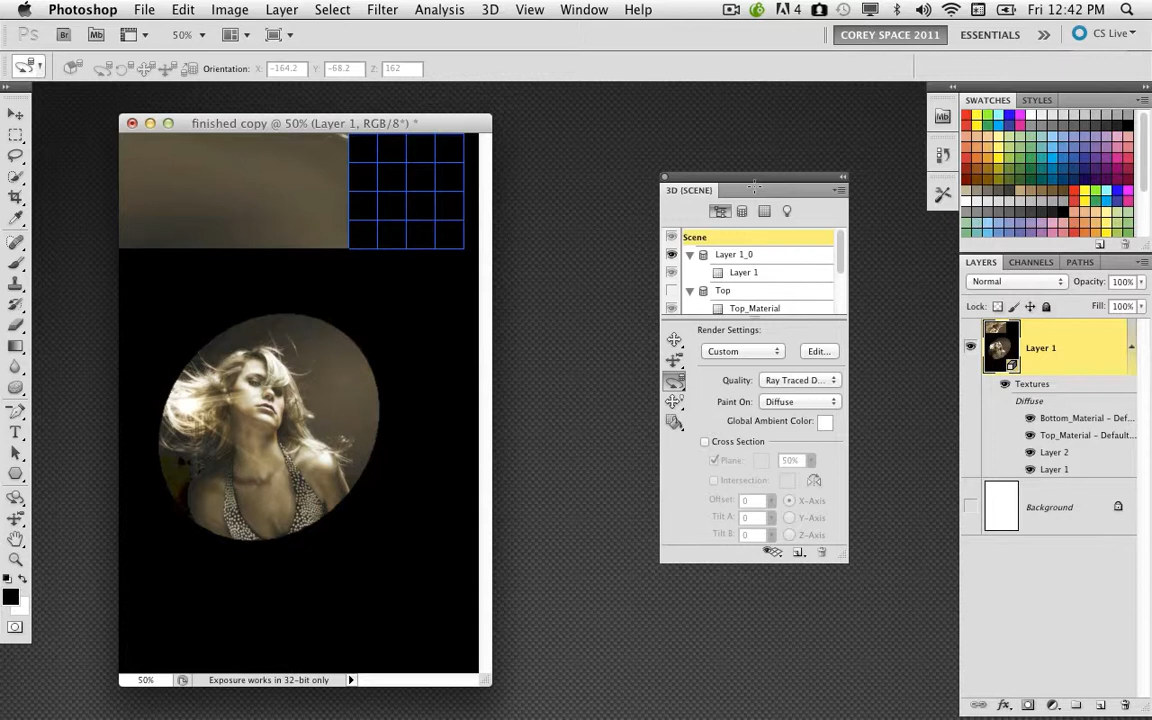 Photoshop File Edit Image Layer Select Filter Analysis 3D View Window Help 4 Fri 12:42 PM
Ps Br Mb 50% COREY SPACE 2011 ESSENTIALS CS Live
Orientation: X: -164.2 Y: -68.2 Z: 162
finished copy @ 50% (Layer 1, RGB/8*) *
50% Exposure works in 32-bit only
3D (SCENE)
Scene
Layer 1_0
Layer 1
Top
Top_Material
Render Settings:
Custom Edit...
Quality: Ray Traced D...
Paint On: Diffuse
Global Ambient Color:
Cross Section
Plane: 50%
Intersection:
Offset: 0 X-Axis
Tilt A: 0 Y-Axis
Tilt B: 0 Z-Axis
Mb
SWATCHES STYLES
LAYERS CHANNELS PATHS
Normal Opacity: 100%
Lock: Fill: 100%
Layer 1
Textures
Diffuse
Bottom_Material - Def...
Top_Material - Default...
Layer 2
Layer 1
Background
fx